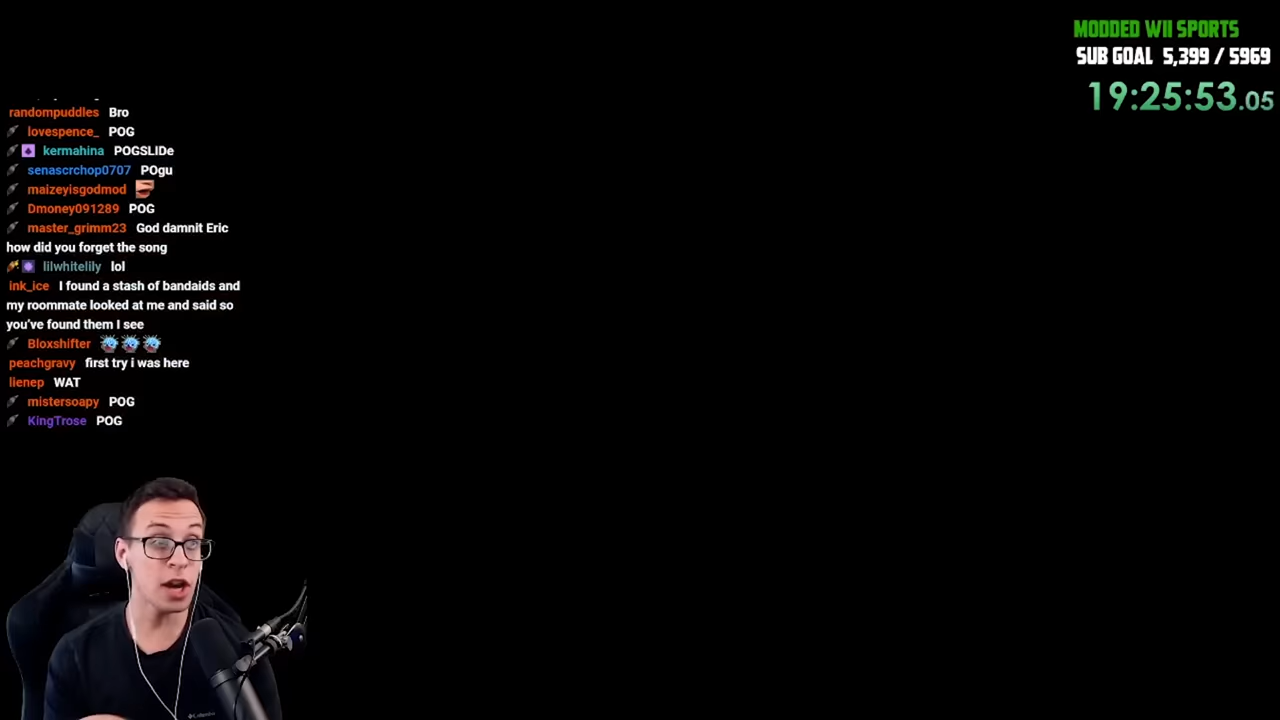 MODDED WII SPORTS
SUB GOAL 5,399 / 5969
19:25:53.05
randompuddles Bro
lovespence_ POG
kermahina POGSLIDe
senascrchop0707 POgu
maizeyisgodmod
Dmoney091289 POG
master_grimm23 God damnit Eric
how did you forget the song
lilwhitelily lol
ink_ice I found a stash of bandaids and
my roommate looked at me and said so
you've found them I see
Bloxshifter
peachgravy first try i was here
lienep WAT
mistersoapy POG
KingTrose POG